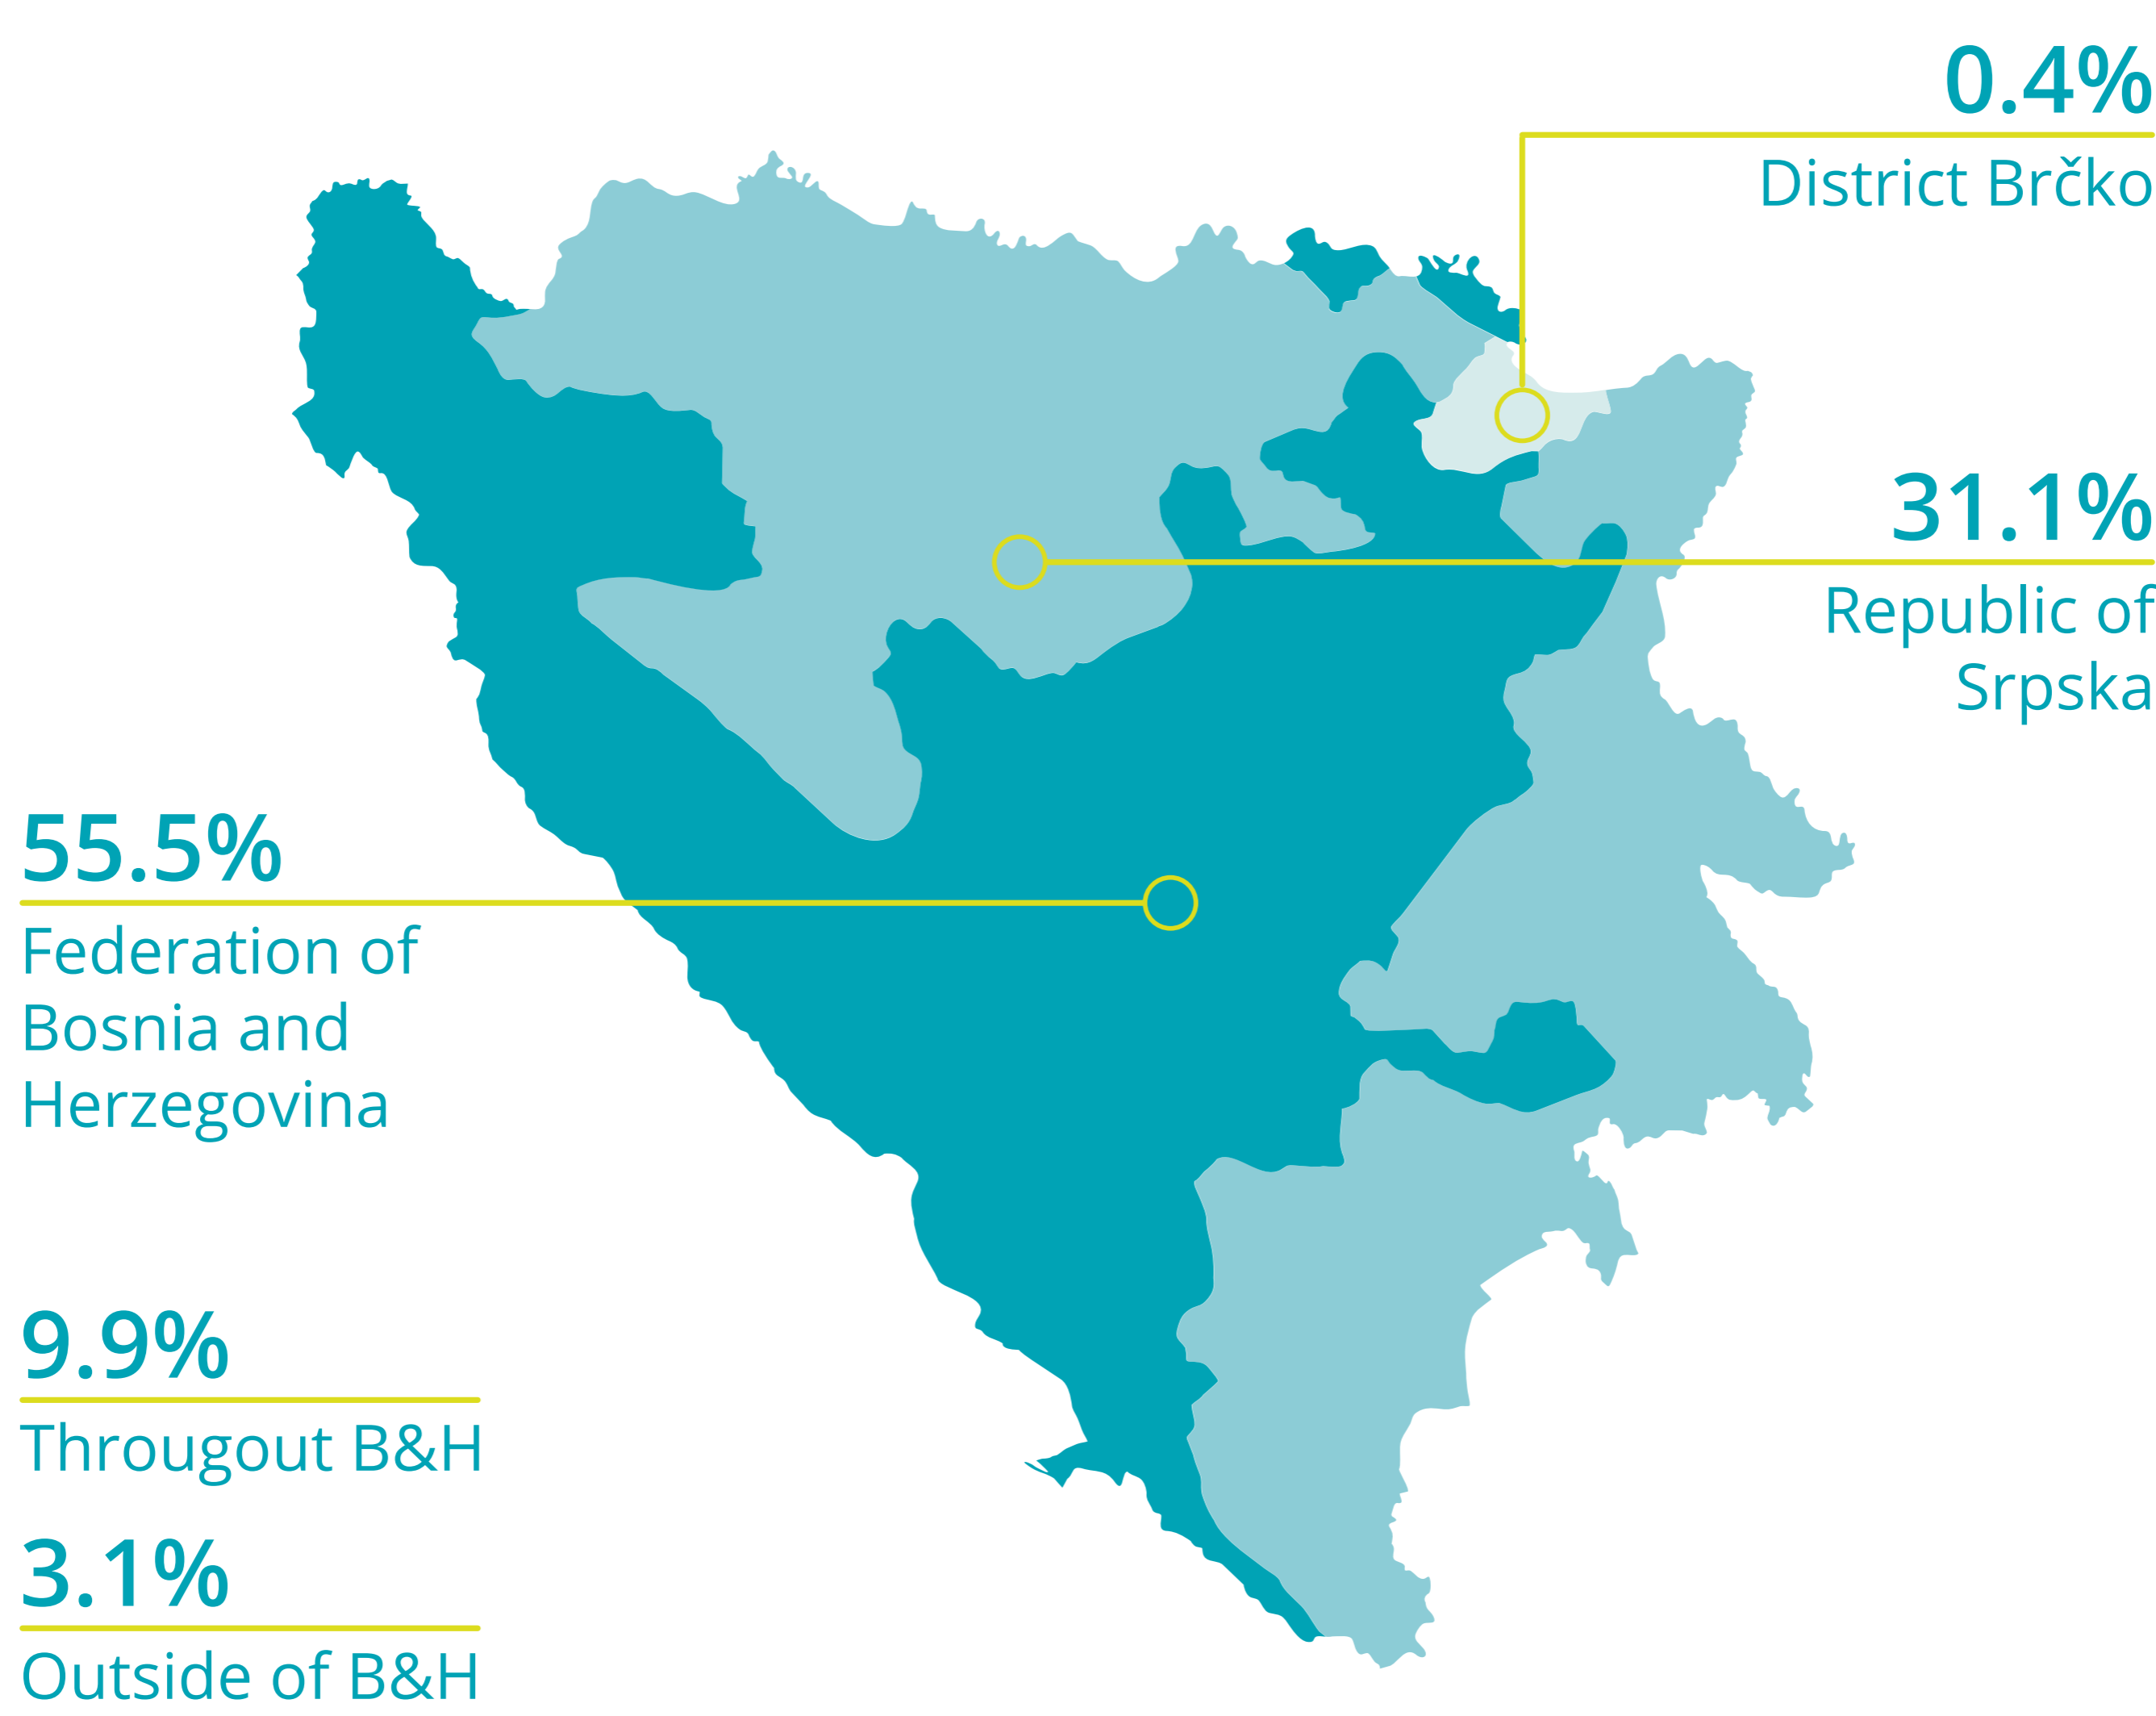 0.4%
District Brčko
31.1%
Republic of
Srpska
55.5%
Federation of
Bosnia and
Herzegovina
9.9%
Througout B&H
3.1%
Outside of B&H